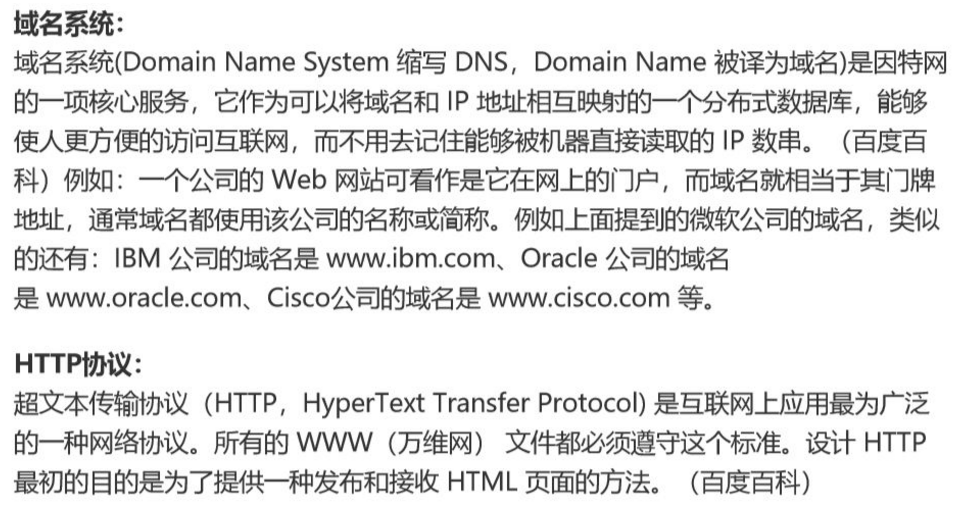 域名系统：
域名系统(Domain Name System 缩写 DNS，Domain Name 被译为域名)是因特网
的一项核心服务，它作为可以将域名和 IP 地址相互映射的一个分布式数据库，能够
使人更方便的访问互联网，而不用去记住能够被机器直接读取的 IP 数串。（百度百
科）例如：一个公司的 Web 网站可看作是它在网上的门户，而域名就相当于其门牌
地址，通常域名都使用该公司的名称或简称。例如上面提到的微软公司的域名，类似
的还有：IBM 公司的域名是 www.ibm.com、Oracle 公司的域名
是 www.oracle.com、Cisco公司的域名是 www.cisco.com 等。
HTTP协议：
超文本传输协议（HTTP，HyperText Transfer Protocol) 是互联网上应用最为广泛
的一种网络协议。所有的 WWW（万维网） 文件都必须遵守这个标准。设计 HTTP
最初的目的是为了提供一种发布和接收 HTML 页面的方法。（百度百科）